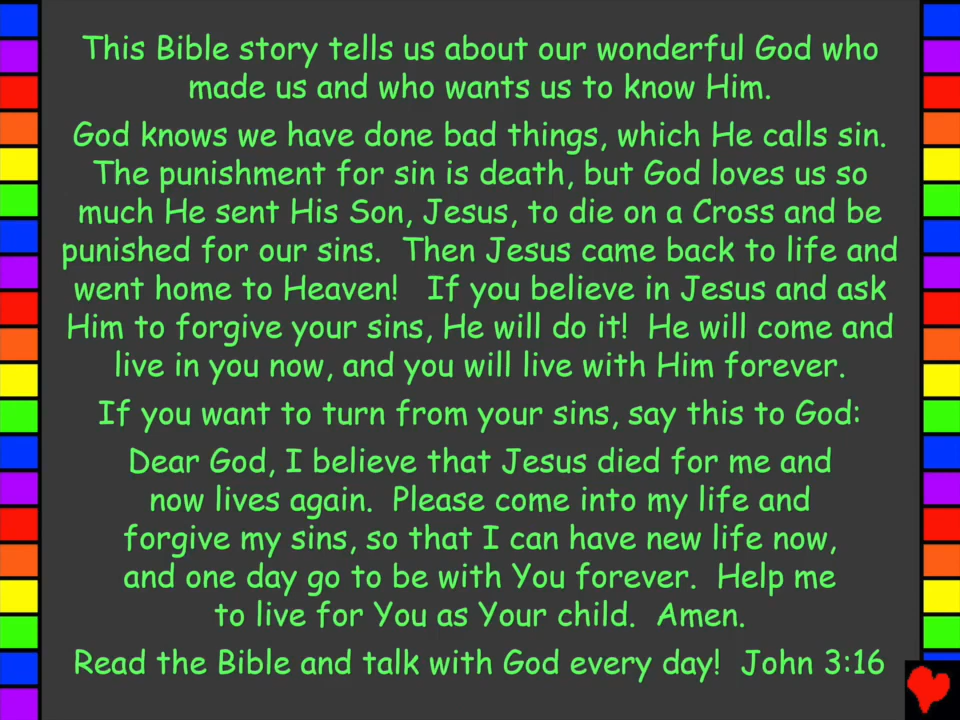 This Bible story tells us about our wonderful God who
made us and who wants us to know Him.
God knows we have done bad things, which He calls sin.
The punishment for sin is death, but God loves us so
much He sent His Son, Jesus, to die on a Cross and be
punished for our sins.  Then Jesus came back to life and
went home to Heaven!   If you believe in Jesus and ask
Him to forgive your sins, He will do it!  He will come and
live in you now, and you will live with Him forever.
If you want to turn from your sins, say this to God:
Dear God, I believe that Jesus died for me and
now lives again.  Please come into my life and
forgive my sins, so that I can have new life now,
and one day go to be with You forever.  Help me
to live for You as Your child.  Amen.
Read the Bible and talk with God every day!  John 3:16